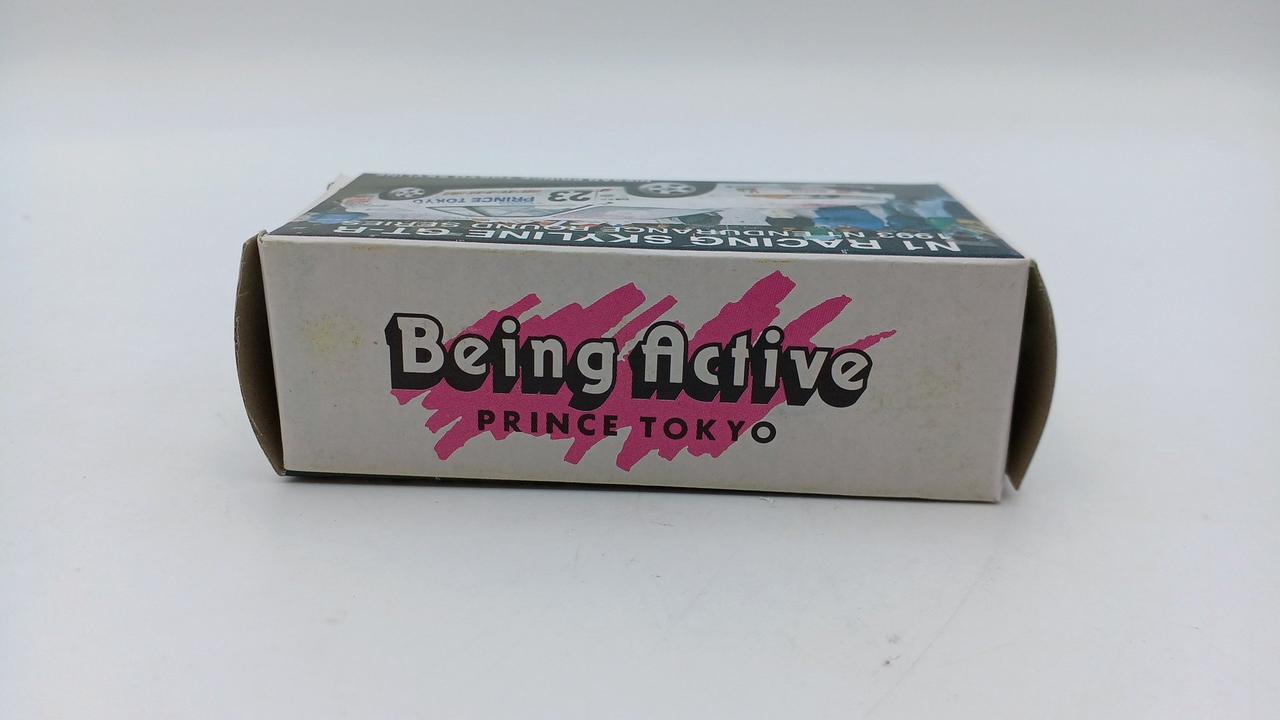 Being Active
PRINCE TOKYO
N1 RACING SKYLINE GT-R
1993 N1 ENDURANCE ROUND SERIES
PRINCE TOKYO
23